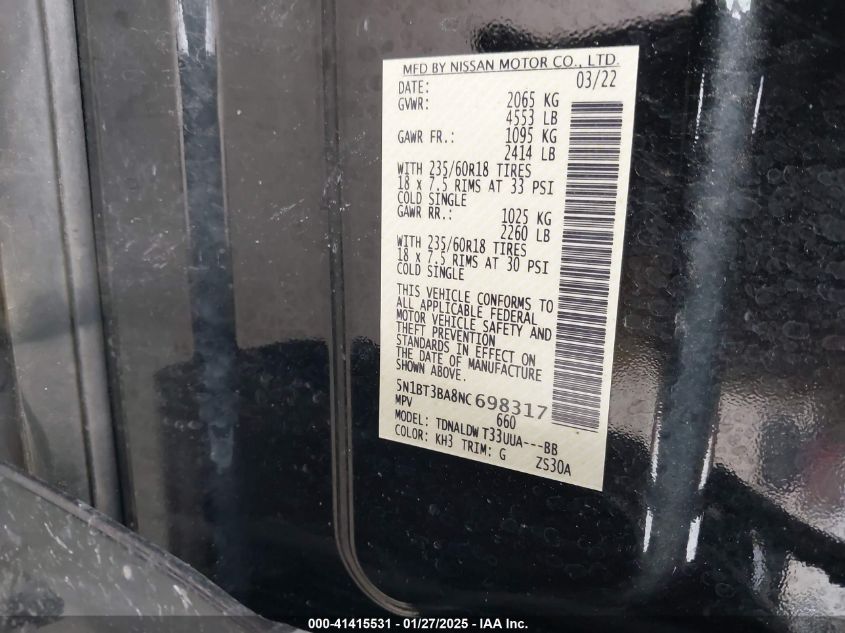 MFD BY NISSAN MOTOR CO., LTD.
DATE: 03/22
GVWR: 2065 KG
4553 LB
GAWR FR.: 1095 KG
2414 LB
WITH 235/60R18 TIRES
18 x 7.5 RIMS AT 33 PSI
COLD SINGLE
GAWR RR.: 1025 KG
2260 LB
WITH 235/60R18 TIRES
18 x 7.5 RIMS AT 30 PSI
COLD SINGLE
THIS VEHICLE CONFORMS TO
ALL APPLICABLE FEDERAL
MOTOR VEHICLE SAFETY AND
THEFT PREVENTION
STANDARDS IN EFFECT ON
THE DATE OF MANUFACTURE
SHOWN ABOVE.
5N1BT3BA8NC698317
MPV 660
MODEL: TDNALDW T33UUA---BB
COLOR: KH3 TRIM: G ZS30A
000-41415531 - 01/27/2025 - IAA Inc.